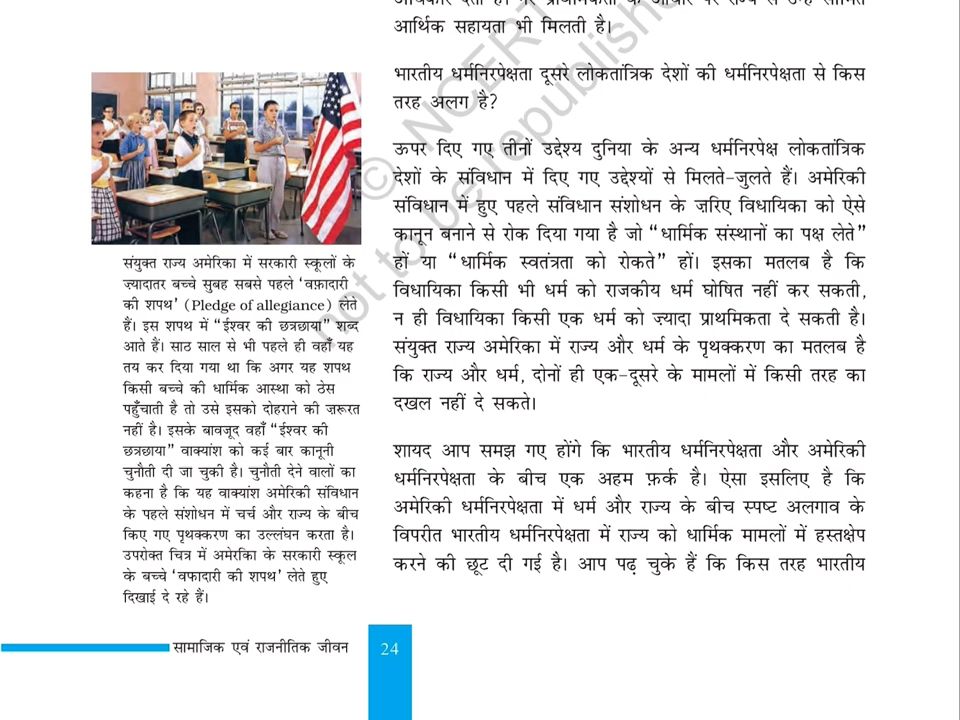 आर्थिक सहायता भी मिलती है।
भारतीय धर्मनिरपेक्षता दूसरे लोकतांत्रिक देशों की धर्मनिरपेक्षता से किस
तरह अलग है?
ऊपर दिए गए तीनों उद्देश्य दुनिया के अन्य धर्मनिरपेक्ष लोकतांत्रिक
देशों के संविधान में दिए गए उद्देश्यों से मिलते-जुलते हैं। अमेरिकी
संविधान में हुए पहले संविधान संशोधन के ज़रिए विधायिका को ऐसे
कानून बनाने से रोक दिया गया है जो “धार्मिक संस्थानों का पक्ष लेते”
हों या “धार्मिक स्वतंत्रता को रोकते” हों। इसका मतलब है कि
विधायिका किसी भी धर्म को राजकीय धर्म घोषित नहीं कर सकती,
न ही विधायिका किसी एक धर्म को ज़्यादा प्राथमिकता दे सकती है।
संयुक्त राज्य अमेरिका में राज्य और धर्म के पृथक्करण का मतलब है
कि राज्य और धर्म, दोनों ही एक-दूसरे के मामलों में किसी तरह का
दखल नहीं दे सकते।
शायद आप समझ गए होंगे कि भारतीय धर्मनिरपेक्षता और अमेरिकी
धर्मनिरपेक्षता के बीच एक अहम फ़र्क है। ऐसा इसलिए है कि
अमेरिकी धर्मनिरपेक्षता में धर्म और राज्य के बीच स्पष्ट अलगाव के
विपरीत भारतीय धर्मनिरपेक्षता में राज्य को धार्मिक मामलों में हस्तक्षेप
करने की छूट दी गई है। आप पढ़ चुके हैं कि किस तरह भारतीय
संयुक्त राज्य अमेरिका में सरकारी स्कूलों के
ज़्यादातर बच्चे सुबह सबसे पहले ‘वफ़ादारी
की शपथ’ (Pledge of allegiance) लेते
हैं। इस शपथ में “ईश्वर की छत्रछाया” शब्द
आते हैं। साठ साल से भी पहले ही वहाँ यह
तय कर दिया गया था कि अगर यह शपथ
किसी बच्चे की धार्मिक आस्था को ठेस
पहुँचाती है तो उसे इसको दोहराने की ज़रूरत
नहीं है। इसके बावजूद वहाँ “ईश्वर की
छत्रछाया” वाक्यांश को कई बार कानूनी
चुनौती दी जा चुकी है। चुनौती देने वालों का
कहना है कि यह वाक्यांश अमेरिकी संविधान
के पहले संशोधन में चर्च और राज्य के बीच
किए गए पृथक्करण का उल्लंघन करता है।
उपरोक्त चित्र में अमेरकिा के सरकारी स्कूल
के बच्चे ‘वफादारी की शपथ’ लेते हुए
दिखाई दे रहे हैं।
सामाजिक एवं राजनीतिक जीवन
24
© NCERT
not to be republished